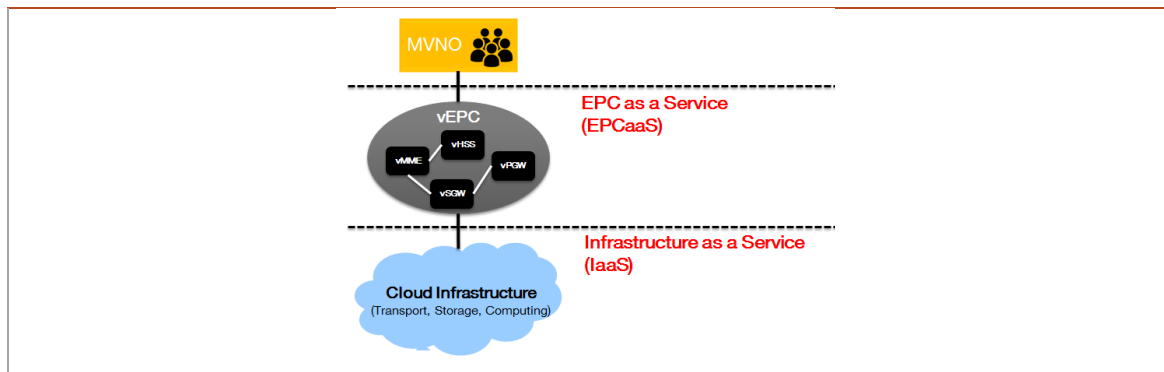 MVNO
EPC as a Service
(EPCaaS)
vEPC
vHSS
vMME
vPGW
vSGW
Infrastructure as a Service
(IaaS)
Cloud Infrastructure
(Transport, Storage, Computing)